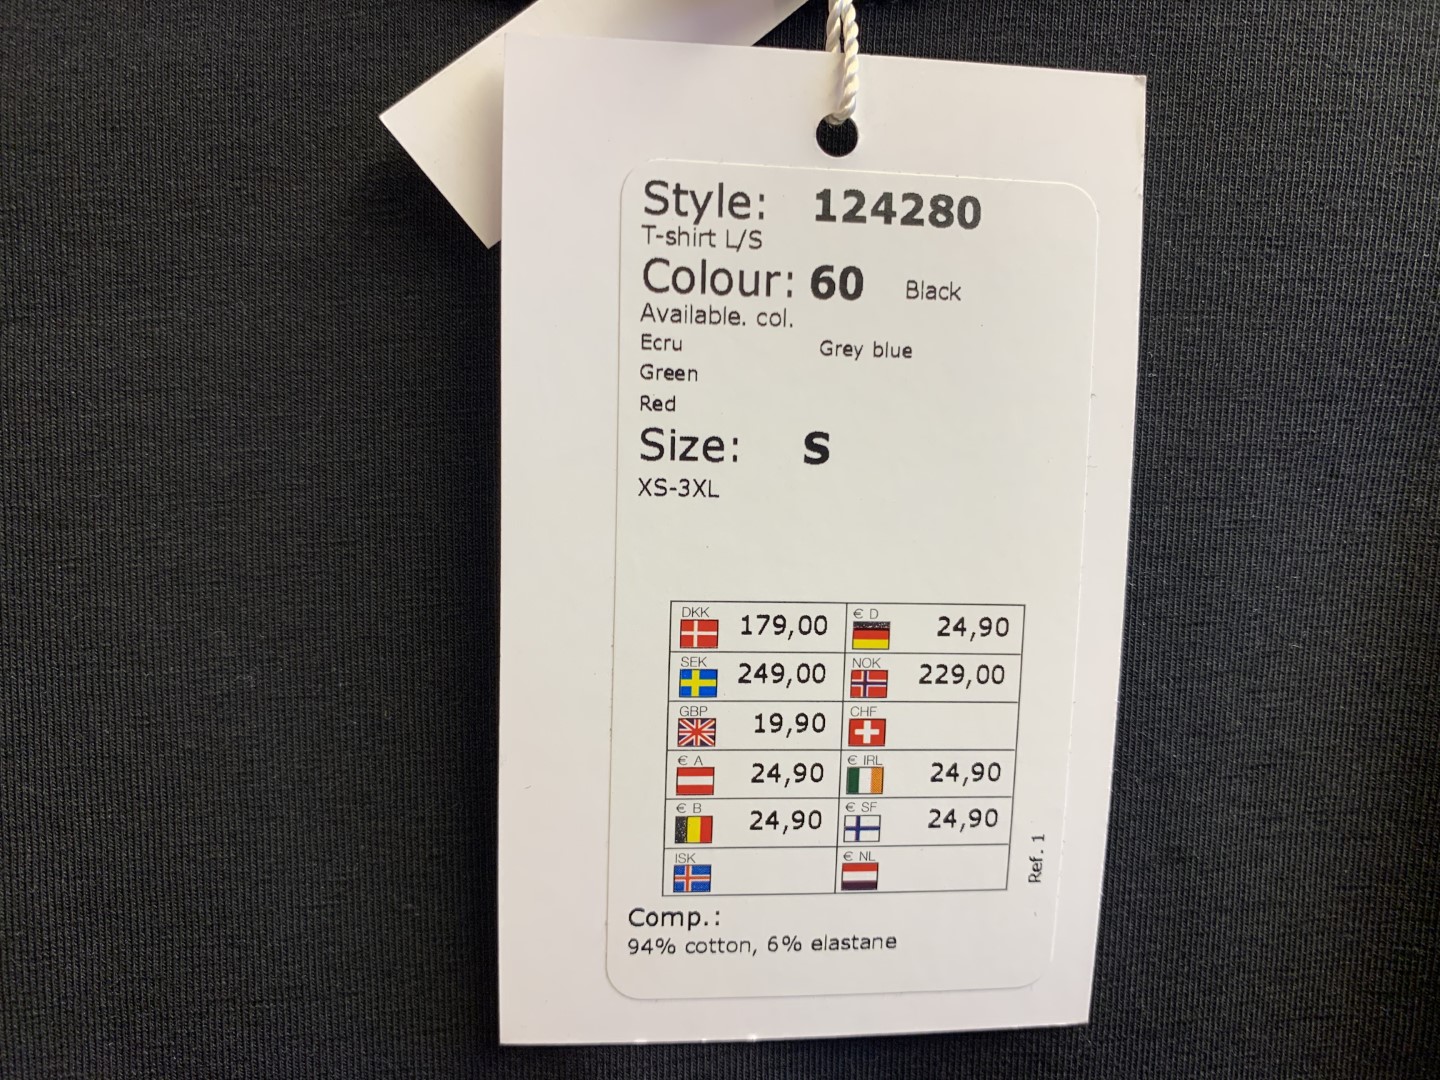 Style: 124280
T-shirt L/S
Colour: 60 Black
Available. col.
Ecru Grey blue
Green
Red
Size: S
XS-3XL
DKK 179,00 € D 24,90
SEK 249,00 NOK 229,00
GBP 19,90 CHF
€ A 24,90 € IRL 24,90
€ B 24,90 € SF 24,90
ISK € NL
Ref. 1
Comp.:
94% cotton, 6% elastane